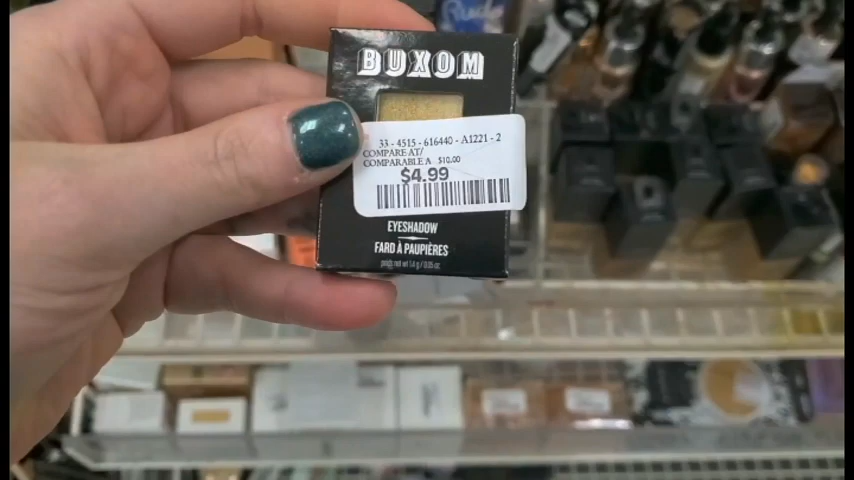 BUXOM
33 - 4515 - 616440 - A1221 - 2
COMPARE AT/
COMPARABLE A $10.00
$4.99
EYESHADOW
FARD À PAUPIÈRES
poids net wt 1.4 g / 0.05 oz.